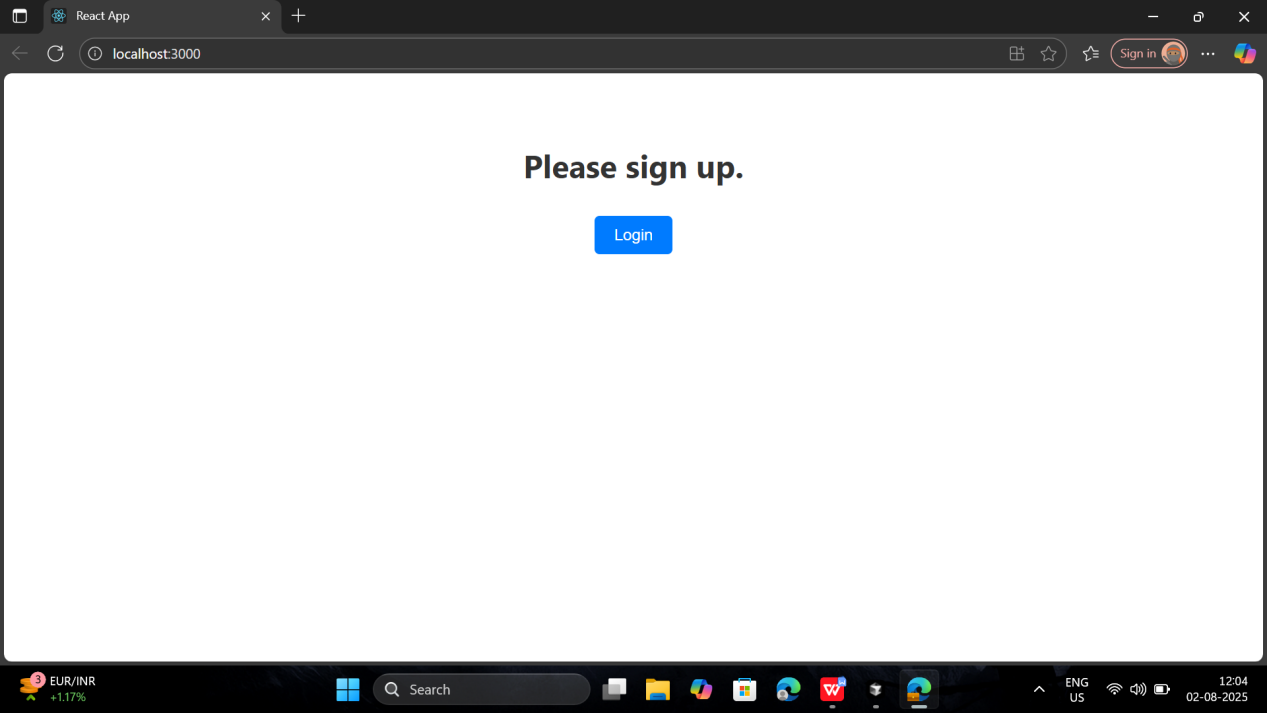 React App
localhost:3000
Sign in
Please sign up.
Login
3
EUR/INR
+1.17%
Search
ENG
US
12:04
02-08-2025